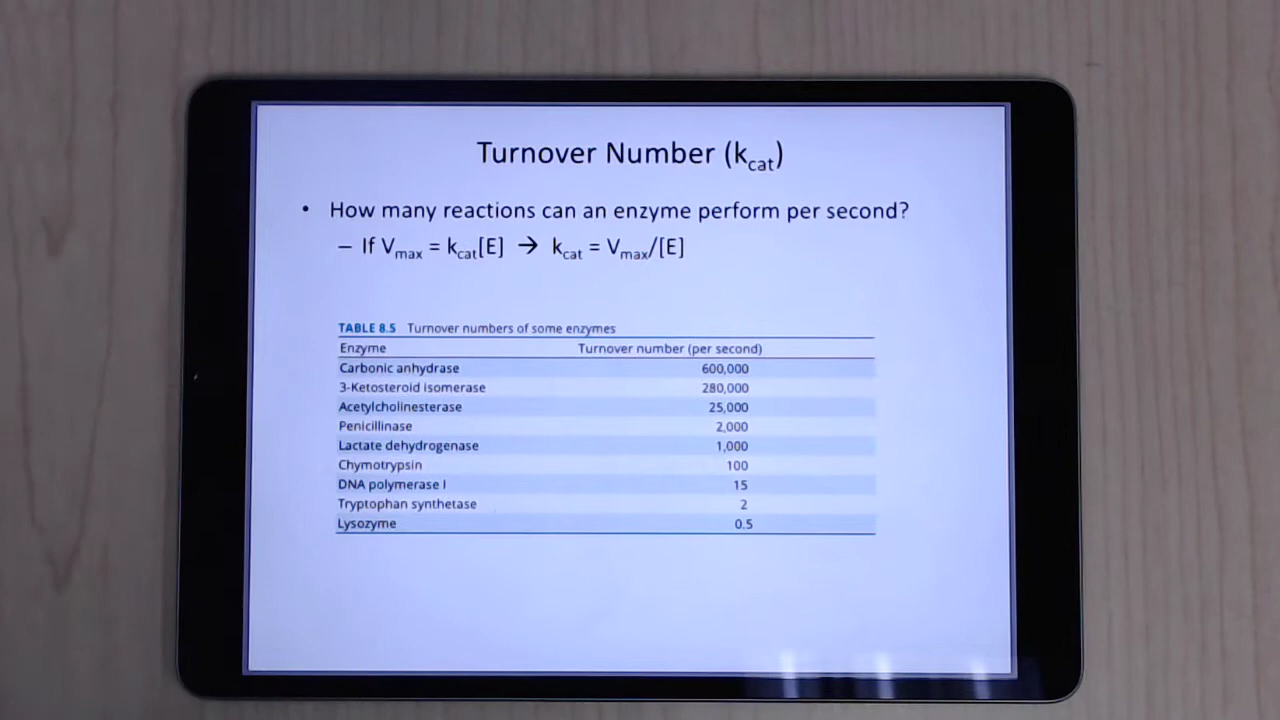 Turnover Number (kcat)
• How many reactions can an enzyme perform per second?
– If Vmax = kcat[E] → kcat = Vmax/[E]
TABLE 8.5 Turnover numbers of some enzymes
Enzyme Turnover number (per second)
Carbonic anhydrase 600,000
3-Ketosteroid isomerase 280,000
Acetylcholinesterase 25,000
Penicillinase 2,000
Lactate dehydrogenase 1,000
Chymotrypsin 100
DNA polymerase I 15
Tryptophan synthetase 2
Lysozyme 0.5